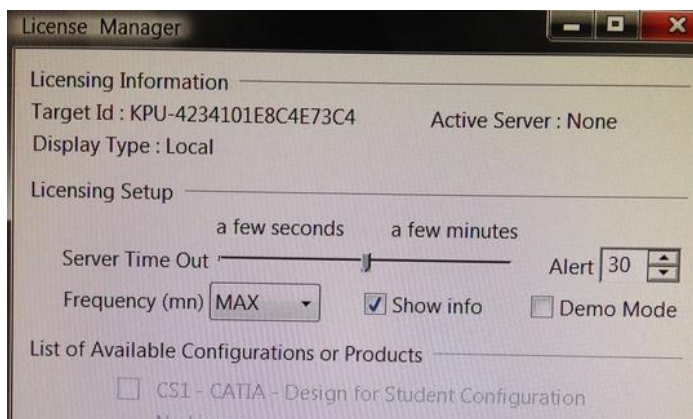 License Manager
Licensing Information
Target Id : KPU-4234101E8C4E73C4 Active Server : None
Display Type : Local
Licensing Setup
a few seconds a few minutes
Server Time Out Alert 30
Frequency (mn) MAX Show info Demo Mode
List of Available Configurations or Products
CS1 - CATIA - Design for Student Configuration